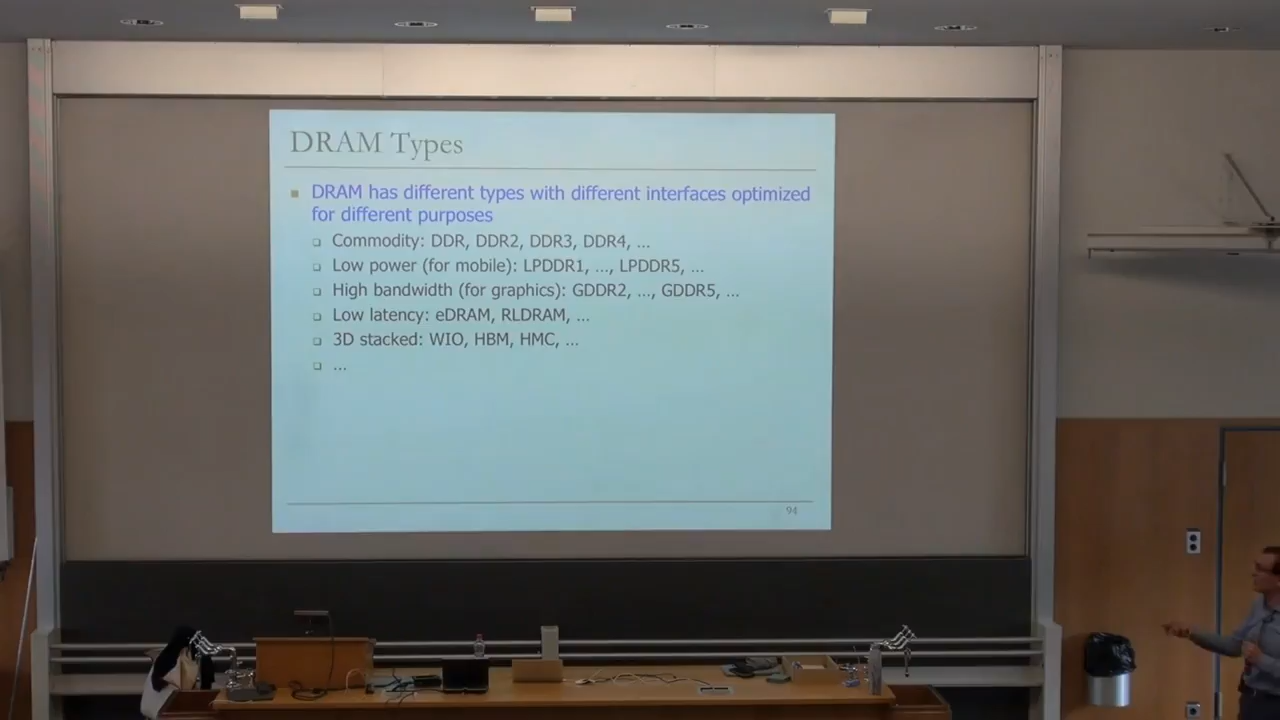 DRAM Types
DRAM has different types with different interfaces optimized
for different purposes
Commodity: DDR, DDR2, DDR3, DDR4, ...
Low power (for mobile): LPDDR1, ..., LPDDR5, ...
High bandwidth (for graphics): GDDR2, ..., GDDR5, ...
Low latency: eDRAM, RLDRAM, ...
3D stacked: WIO, HBM, HMC, ...
...
94